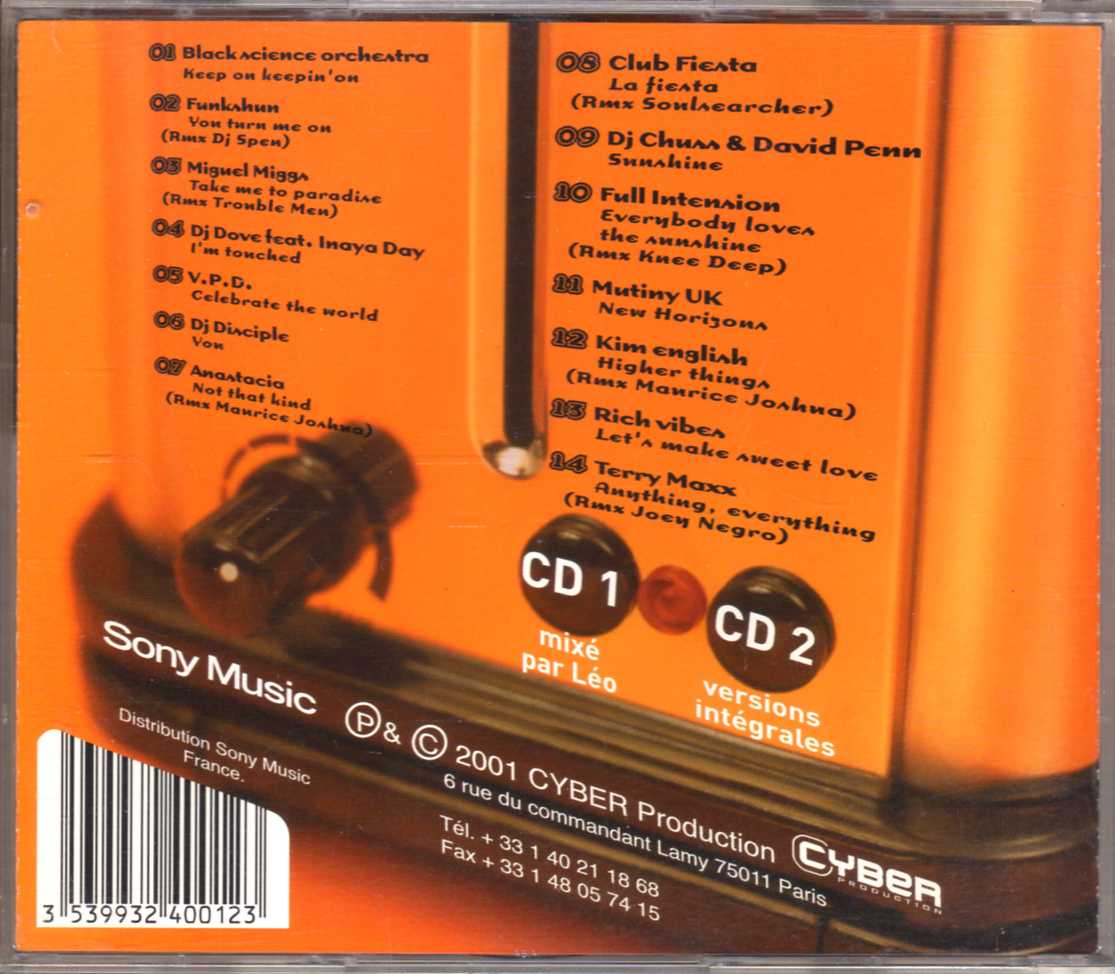 01 Black science orchestra
Keep on keepin'on
02 Funkshun
You turn me on
(Rmx Dj Spen)
03 Miguel Miggs
Take me to paradise
(Rmx Trouble Men)
04 Dj Dove feat. Inaya Day
I'm touched
05 V.P.D.
Celebrate the world
06 Dj Disciple
You
07 Anastacia
Not that kind
(Rmx Maurice Joshua)
08 Club Fiesta
La fiesta
(Rmx Soulsearcher)
09 Dj Chuss & David Penn
Sunshine
10 Full Intension
Everybody loves
the sunshine
(Rmx Knee Deep)
11 Mutiny UK
New Horizons
12 Kim english
Higher things
(Rmx Maurice Joshua)
13 Rich vibes
Let's make sweet love
14 Terry Maxx
Anything, everything
(Rmx Joey Negro)
CD 1
mixé
par Léo
CD 2
versions
intégrales
Sony Music
Ⓟ & © 2001 CYBER Production
6 rue du commandant Lamy 75011 Paris
Tél. + 33 1 40 21 18 68
Fax + 33 1 48 05 74 15
Distribution Sony Music
France.
CYBER
PRODUCTION
3 539932 400123